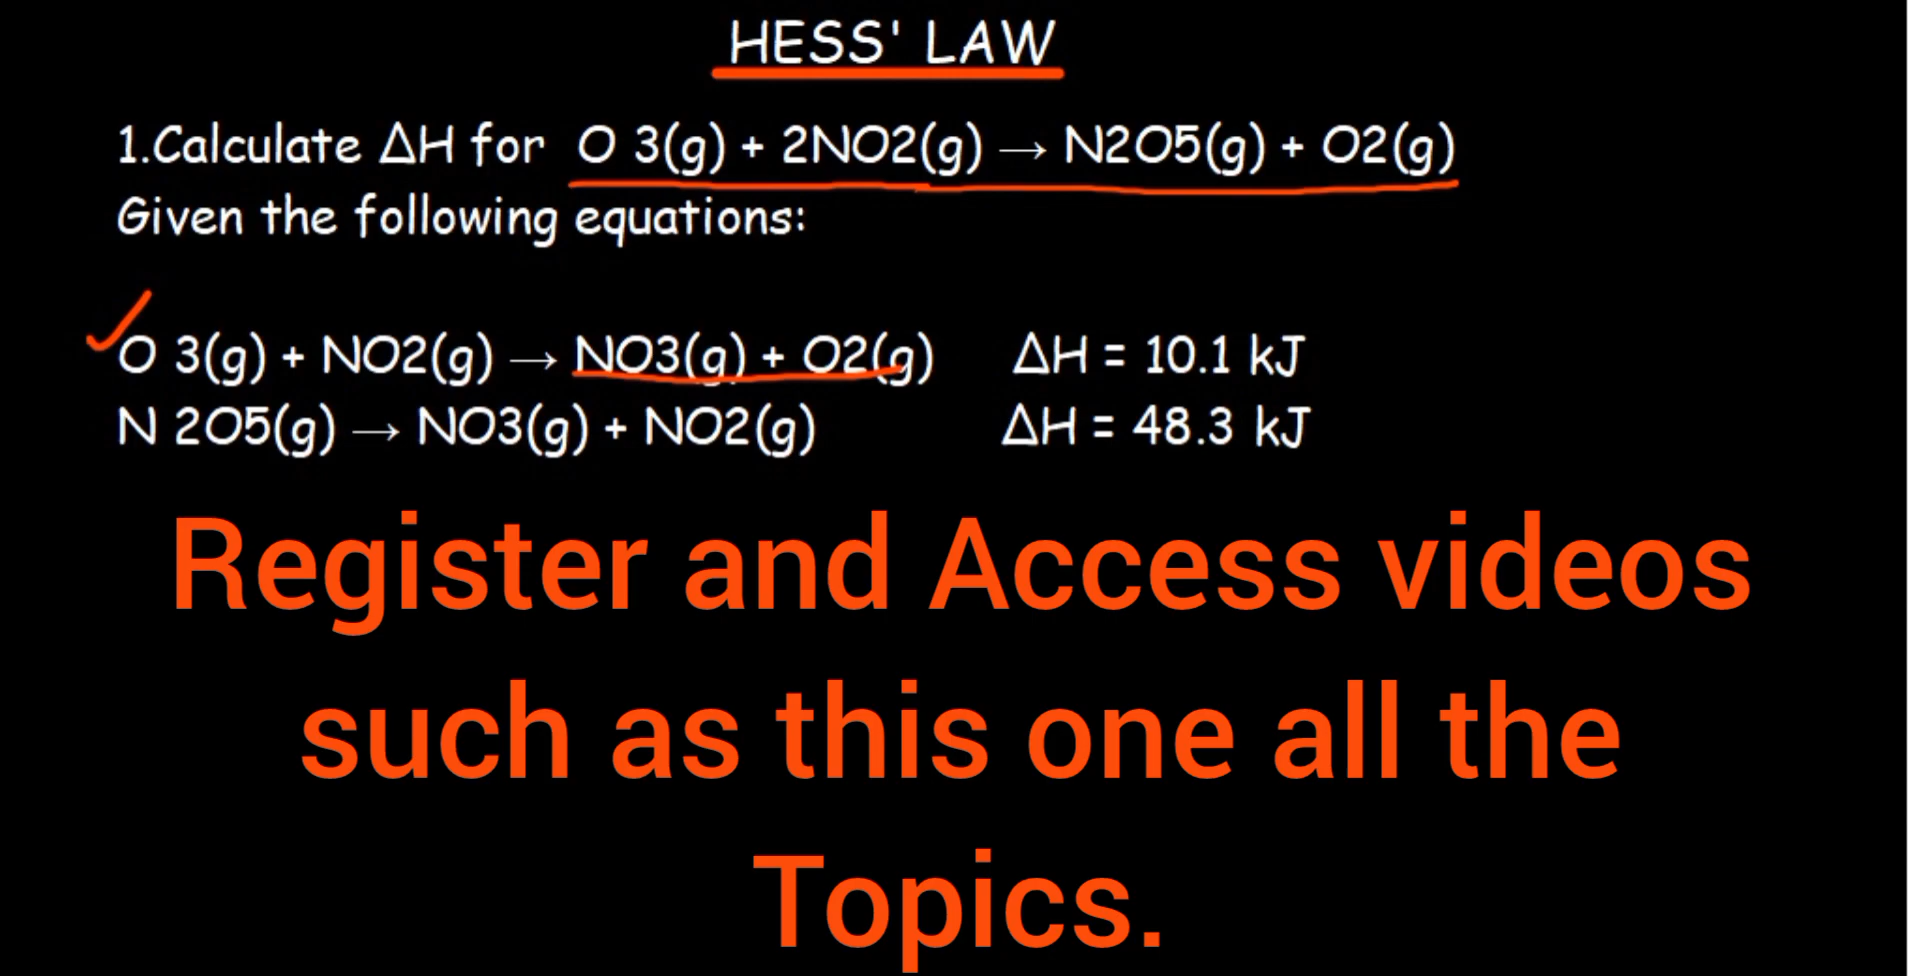 HESS' LAW
1.Calculate ΔH for O 3(g) + 2NO2(g) → N2O5(g) + O2(g)
Given the following equations:
O 3(g) + NO2(g) → NO3(g) + O2(g) ΔH = 10.1 kJ
N 2O5(g) → NO3(g) + NO2(g) ΔH = 48.3 kJ
Register and Access videos
such as this one all the
Topics.